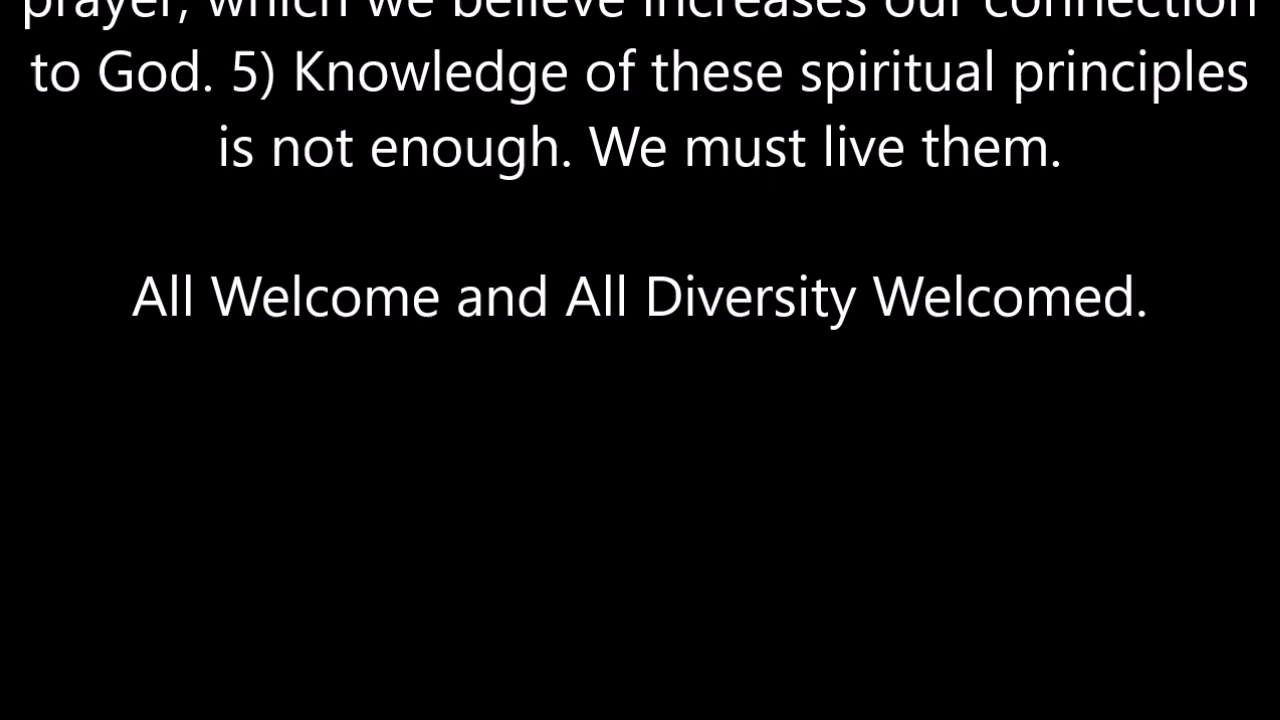 prayer, which we believe increases our connection
to God. 5) Knowledge of these spiritual principles
is not enough. We must live them.
All Welcome and All Diversity Welcomed.